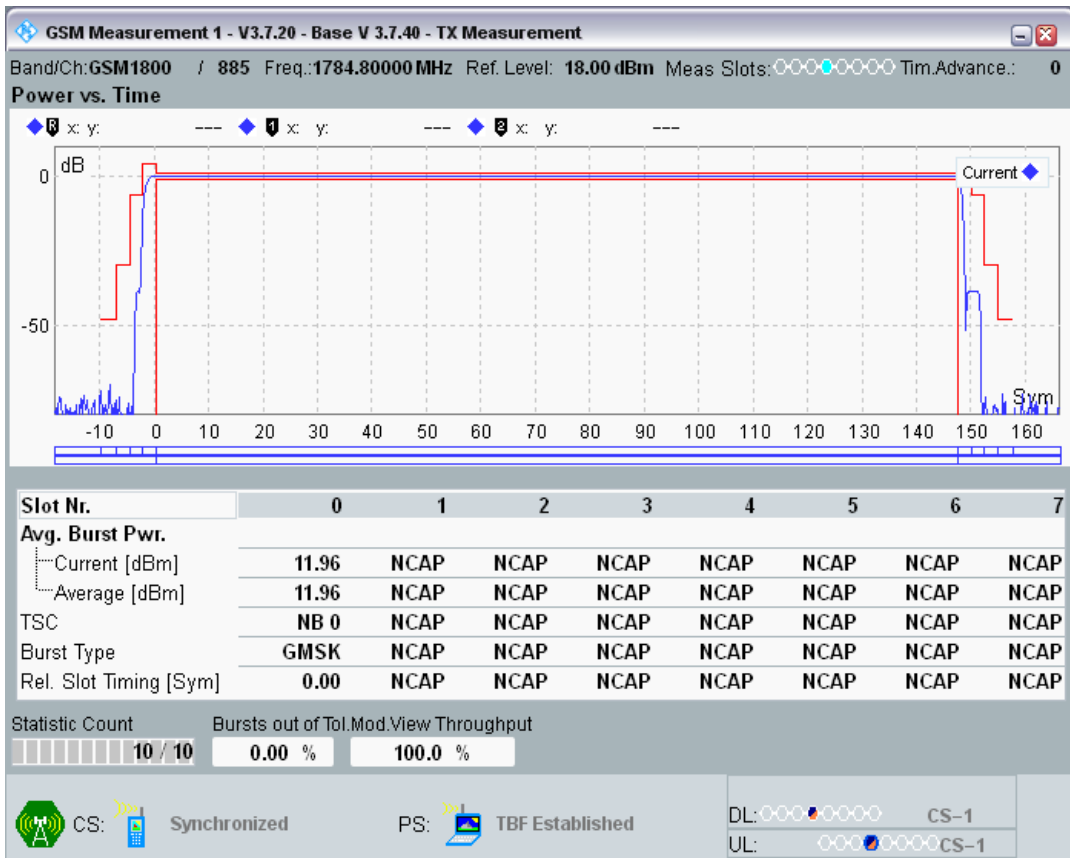 GSM Measurement 1 - V3.7.20 - Base V 3.7.40 - TX Measurement
Band/Ch:GSM1800 / 885 Freq.:1784.80000 MHz Ref. Level: 18.00 dBm Meas Slots: Tim.Advance.: 0
Power vs. Time
R x: y: --- 1 x: y: --- 2 x: y: ---
dB
Current
0
-50
Sym
-10 0 10 20 30 40 50 60 70 80 90 100 110 120 130 140 150 160
Slot Nr. 0 1 2 3 4 5 6 7
Avg. Burst Pwr.
Current [dBm] 11.96 NCAP NCAP NCAP NCAP NCAP NCAP NCAP
Average [dBm] 11.96 NCAP NCAP NCAP NCAP NCAP NCAP NCAP
TSC NB 0 NCAP NCAP NCAP NCAP NCAP NCAP NCAP
Burst Type GMSK NCAP NCAP NCAP NCAP NCAP NCAP NCAP
Rel. Slot Timing [Sym] 0.00 NCAP NCAP NCAP NCAP NCAP NCAP NCAP
Statistic Count Bursts out of Tol.Mod.View Throughput
10 / 10 0.00 % 100.0 %
CS: Synchronized PS: TBF Established
DL: CS-1
UL: CS-1